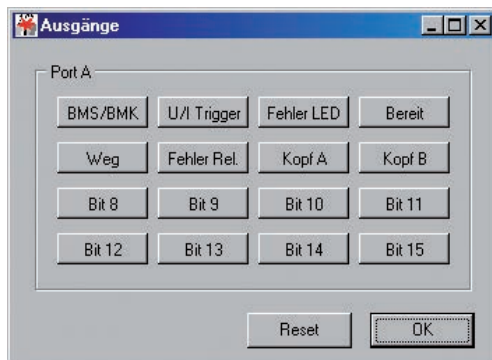 Ausgänge
Port A
BMS/BMK U/I Trigger Fehler LED Bereit
Weg Fehler Rel. Kopf A Kopf B
Bit 8 Bit 9 Bit 10 Bit 11
Bit 12 Bit 13 Bit 14 Bit 15
Reset OK